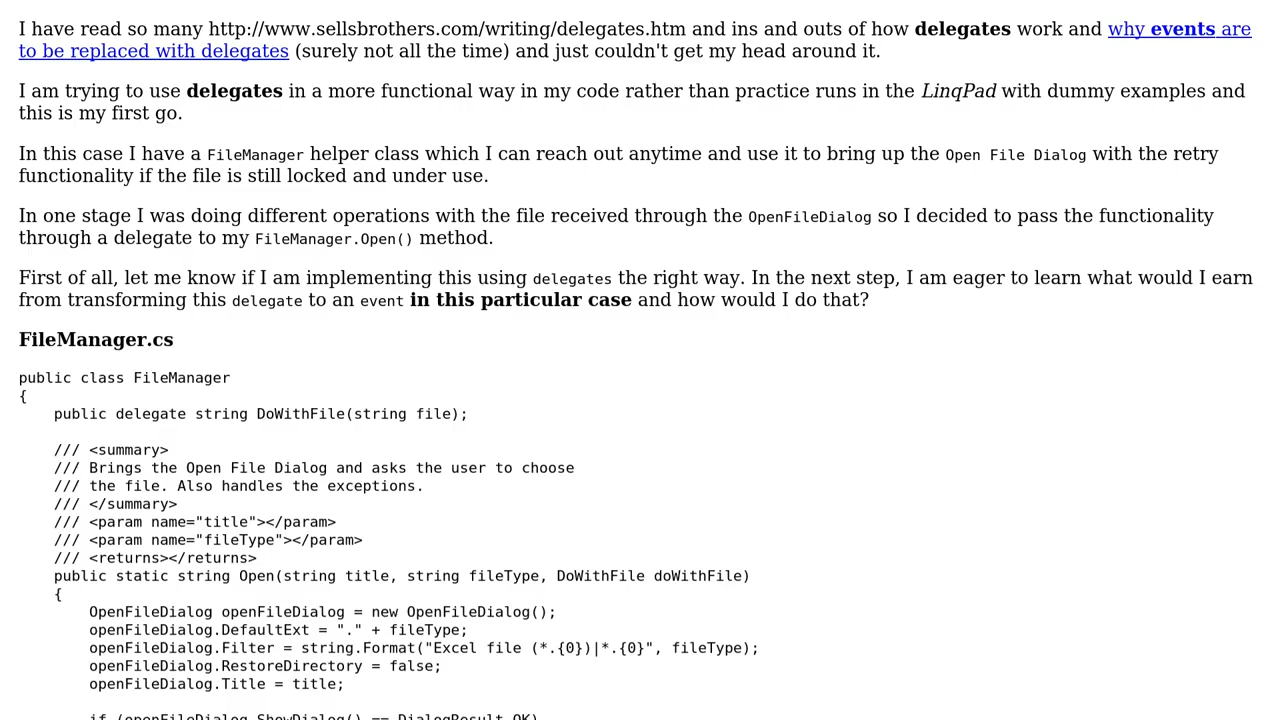 I have read so many http://www.sellsbrothers.com/writing/delegates.htm and ins and outs of how delegates work and why events are
to be replaced with delegates (surely not all the time) and just couldn't get my head around it.
I am trying to use delegates in a more functional way in my code rather than practice runs in the LinqPad with dummy examples and
this is my first go.
In this case I have a FileManager helper class which I can reach out anytime and use it to bring up the Open File Dialog with the retry
functionality if the file is still locked and under use.
In one stage I was doing different operations with the file received through the OpenFileDialog so I decided to pass the functionality
through a delegate to my FileManager.Open() method.
First of all, let me know if I am implementing this using delegates the right way. In the next step, I am eager to learn what would I earn
from transforming this delegate to an event in this particular case and how would I do that?
FileManager.cs
public class FileManager
{
    public delegate string DoWithFile(string file);
    /// <summary>
    /// Brings the Open File Dialog and asks the user to choose
    /// the file. Also handles the exceptions.
    /// </summary>
    /// <param name="title"></param>
    /// <param name="fileType"></param>
    /// <returns></returns>
    public static string Open(string title, string fileType, DoWithFile doWithFile)
    {
        OpenFileDialog openFileDialog = new OpenFileDialog();
        openFileDialog.DefaultExt = "." + fileType;
        openFileDialog.Filter = string.Format("Excel file (*.{0})|*.{0}", fileType);
        openFileDialog.RestoreDirectory = false;
        openFileDialog.Title = title;
        if (openFileDialog.ShowDialog() == DialogResult.OK)